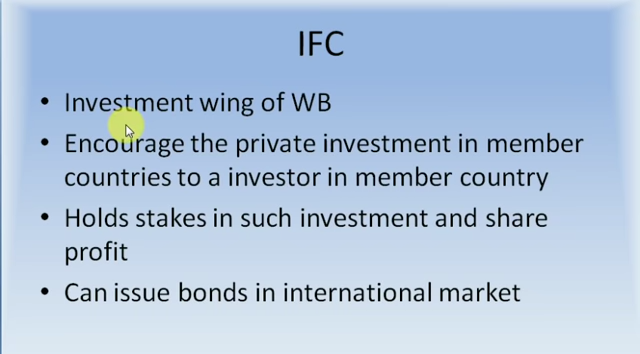 IFC
• Investment wing of WB
• Encourage the private investment in member
countries to a investor in member country
• Holds stakes in such investment and share
profit
• Can issue bonds in international market